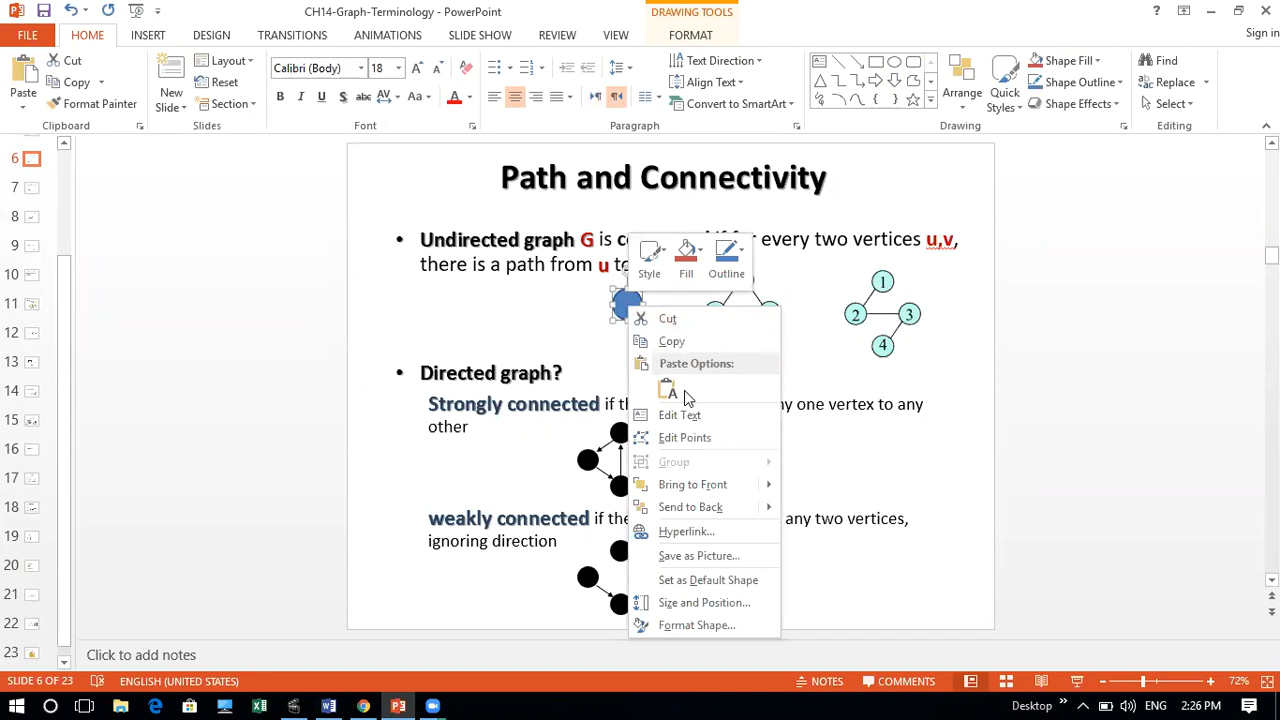 CH14-Graph-Terminology - PowerPoint
DRAWING TOOLS
?
FILE
HOME
INSERT
DESIGN
TRANSITIONS
ANIMATIONS
SLIDE SHOW
REVIEW
VIEW
FORMAT
Sign in
Paste
Cut
Copy
Format Painter
Clipboard
New
Slide
Layout
Reset
Section
Slides
Calibri (Body)
18
B I U S abc AV Aa A
Font
Text Direction
Align Text
Convert to SmartArt
Paragraph
Arrange
Quick
Styles
Shape Fill
Shape Outline
Shape Effects
Drawing
Find
Replace
Select
Editing
6
7
8
9
10
11
12
13
14
15
16
17
18
19
20
21
22
23
Path and Connectivity
• Undirected graph G is for every two vertices u,v,
there is a path from u
1
2
3
4
• Directed graph?
Strongly connected if any one vertex to any
other
weakly connected if any two vertices,
ignoring direction
Style
Fill
Outline
Cut
Copy
Paste Options:
A
Edit Text
Edit Points
Group
Bring to Front
Send to Back
Hyperlink...
Save as Picture...
Set as Default Shape
Size and Position...
Format Shape...
Click to add notes
SLIDE 6 OF 23
ENGLISH (UNITED STATES)
NOTES
COMMENTS
72%
Desktop
ENG
2:26 PM